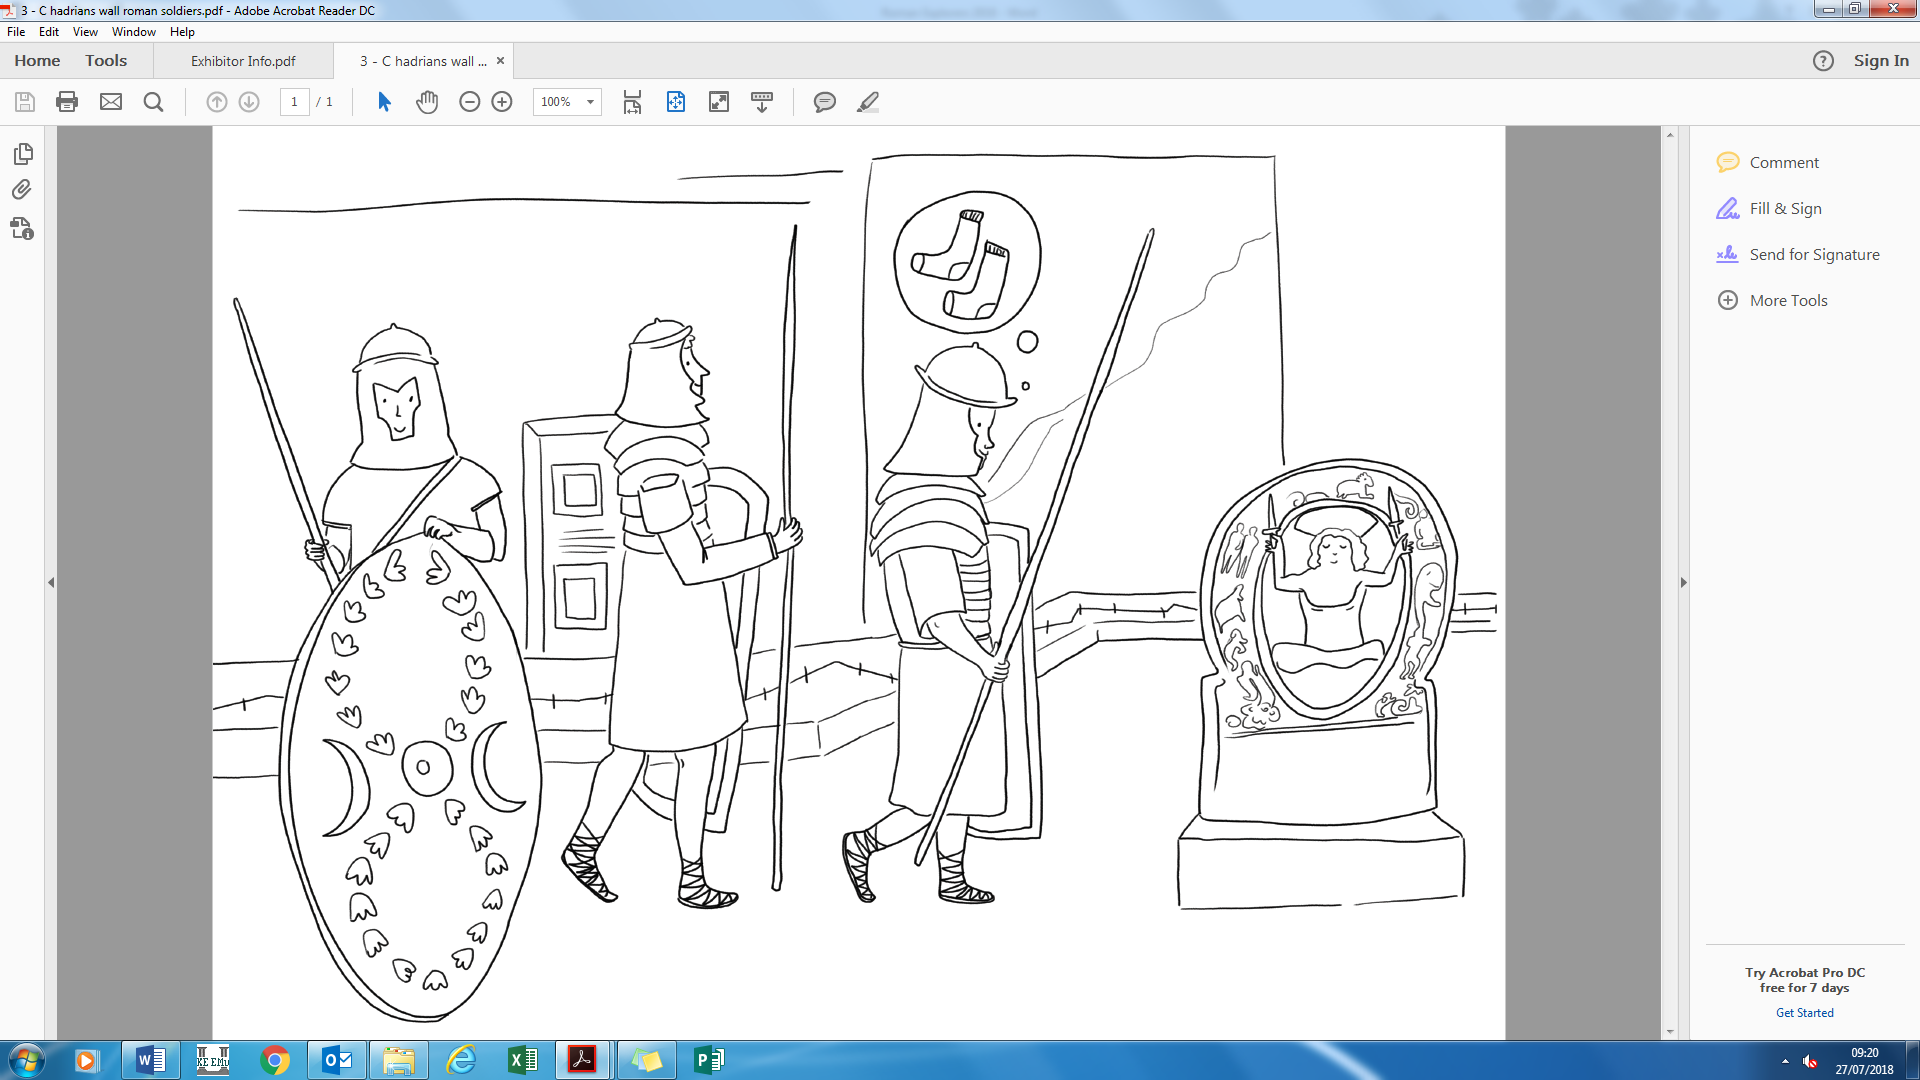 3 - C hadrians wall roman soldiers.pdf - Adobe Acrobat Reader DC
File Edit View Window Help
Home Tools Exhibitor Info.pdf 3 - C hadrians wall ... × Sign In
1 / 1 100%
Comment
Fill & Sign
Send for Signature
More Tools
Try Acrobat Pro DC
free for 7 days
Get Started
KE EMu
09:20
27/07/2018